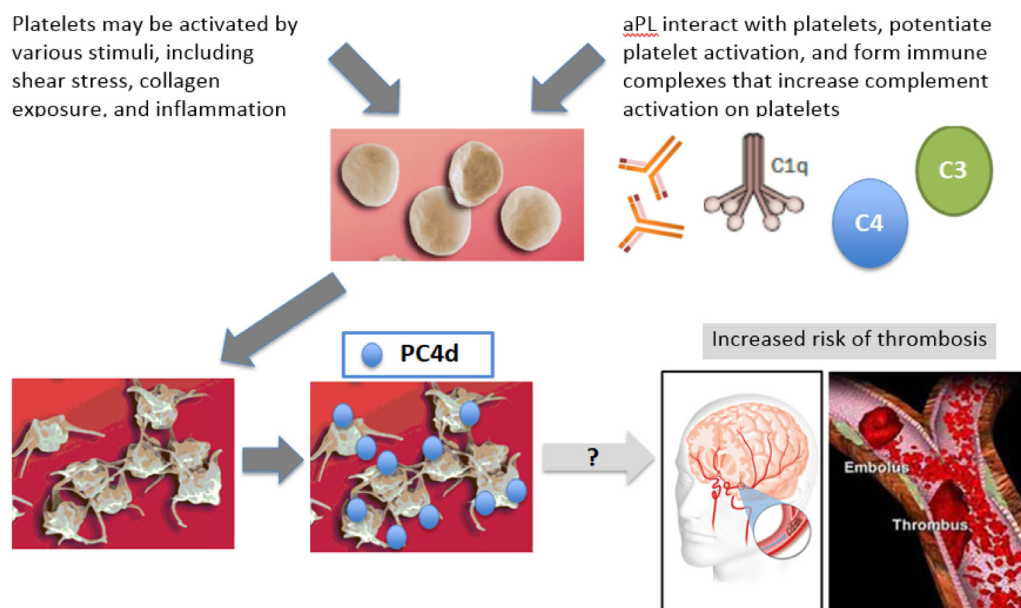 Platelets may be activated by
various stimuli, including
shear stress, collagen
exposure, and inflammation
aPL interact with platelets, potentiate
platelet activation, and form immune
complexes that increase complement
activation on platelets
C1q
C3
C4
PC4d
Increased risk of thrombosis
?
Embolus
Thrombus